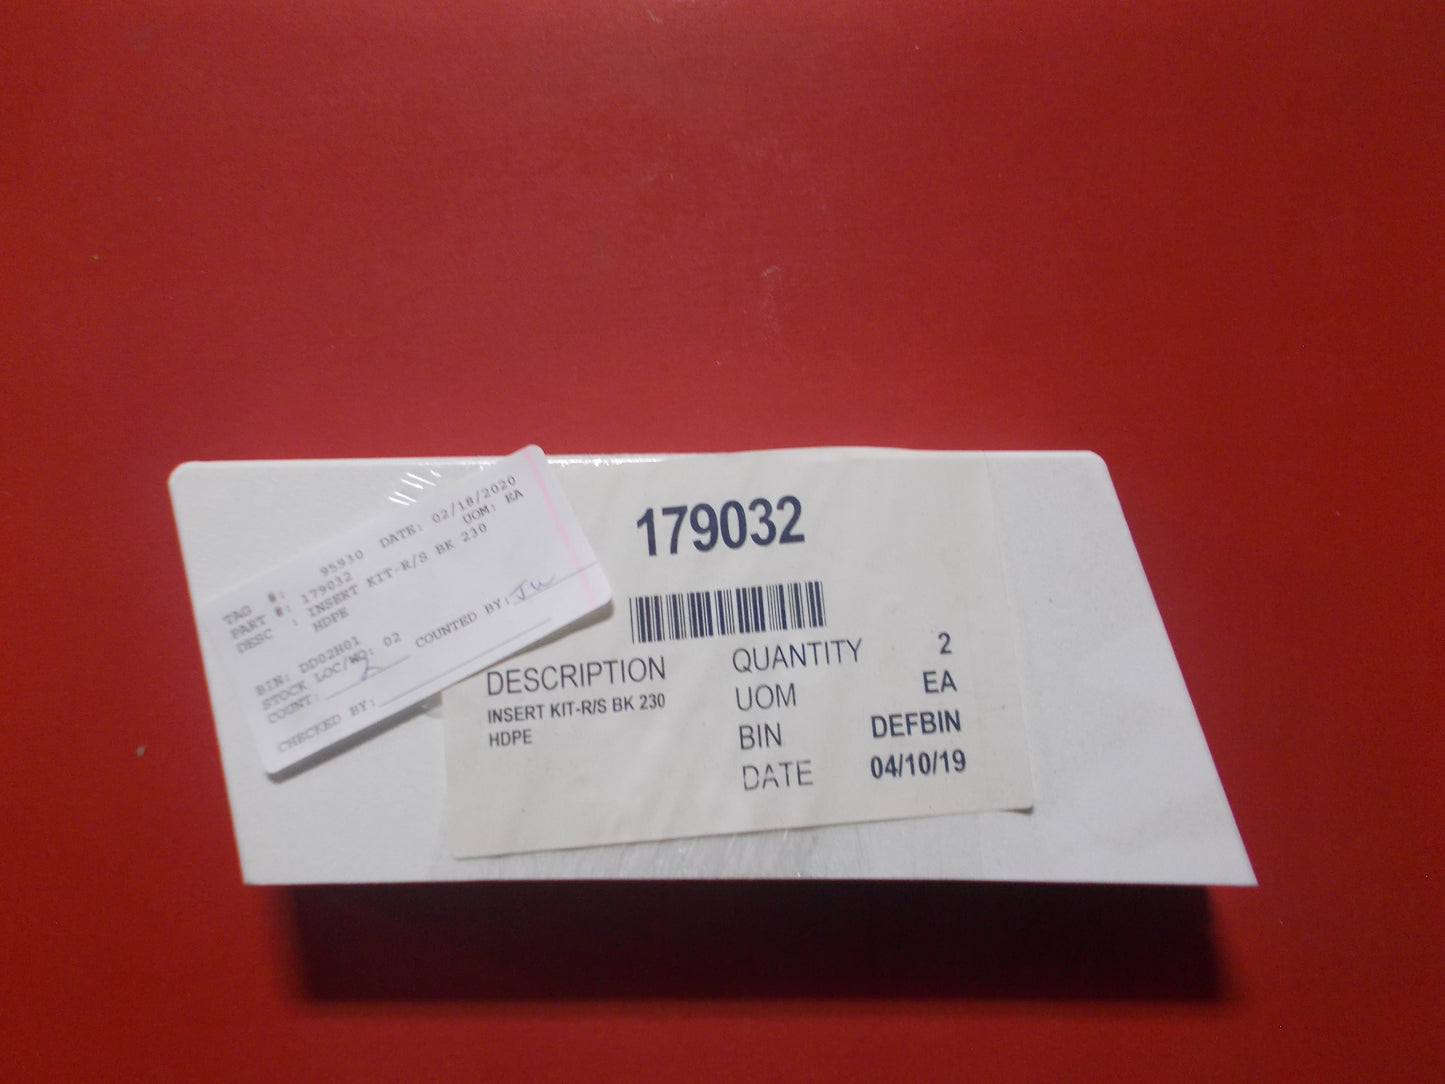 TAG #: 95930 DATE: 02/18/2020
PART #: 179032 UOM: EA
DESC : INSERT KIT-R/S BK 230
HDPE
BIN: DD02H01
STOCK LOC/WO: 02
COUNT: 2 COUNTED BY: JW
CHECKED BY:
179032
DESCRIPTION
INSERT KIT-R/S BK 230
HDPE
QUANTITY 2
UOM EA
BIN DEFBIN
DATE 04/10/19